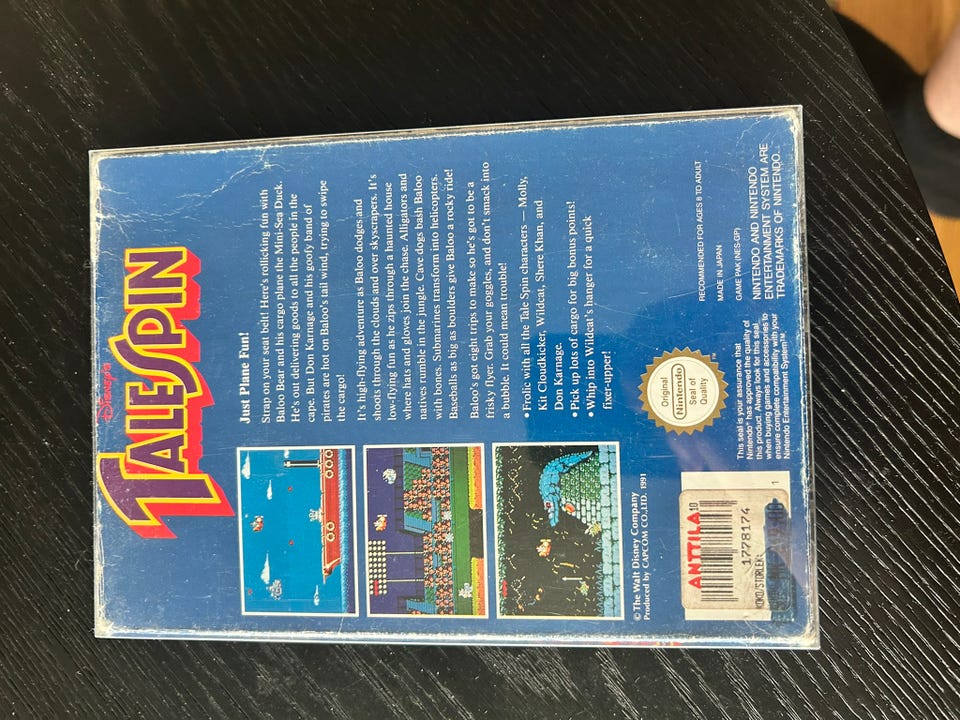 DISNEY'S
TALESPIN
Just Plane Fun!
Strap on your seat belt! Here's rollicking fun with
Baloo Bear and his cargo plane the Mini-Sea Duck.
He's out delivering goods to all the people in the
cape. But Don Karnage and his goofy band of
pirates are hot on Baloo's tail wind, trying to swipe
the cargo!
It's high-flying adventure as Baloo dodges and
shoots through the clouds and over skyscrapers. It's
low-flying fun as he zips through a haunted house
where hats and gloves join the chase. Alligators and
natives rumble in the jungle. Cave dogs bash Baloo
with bones. Submarines transform into helicopters.
Baseballs as big as boulders give Baloo a rocky ride!
Baloo's got eight trips to make so he's got to be a
frisky flyer. Grab your goggles, and don't smack into
a bubble. It could mean trouble!
• Frolic with all the Tale Spin characters — Molly,
Kit Cloudkicker, Wildcat, Shere Khan, and
Don Karnage.
• Pick up lots of cargo for big bonus points!
• Whip into Wildcat's hanger for a quick
fixer-upper!
© The Walt Disney Company
Produced by CAPCOM CO., LTD. 1991
Original
Nintendo
Seal of
Quality
TM
This seal is your assurance that
Nintendo® has approved the quality of
this product. Always look for this seal
when buying games and accessories to
ensure complete compatibility with your
Nintendo Entertainment System™.
RECOMMENDED FOR AGES 8 TO ADULT
MADE IN JAPAN
GAME PAK (NES-GP)
NINTENDO AND NINTENDO
ENTERTAINMENT SYSTEM ARE
TRADEMARKS OF NINTENDO.
ANTTILA
10
1778174
KOKO/STORLEK:
1